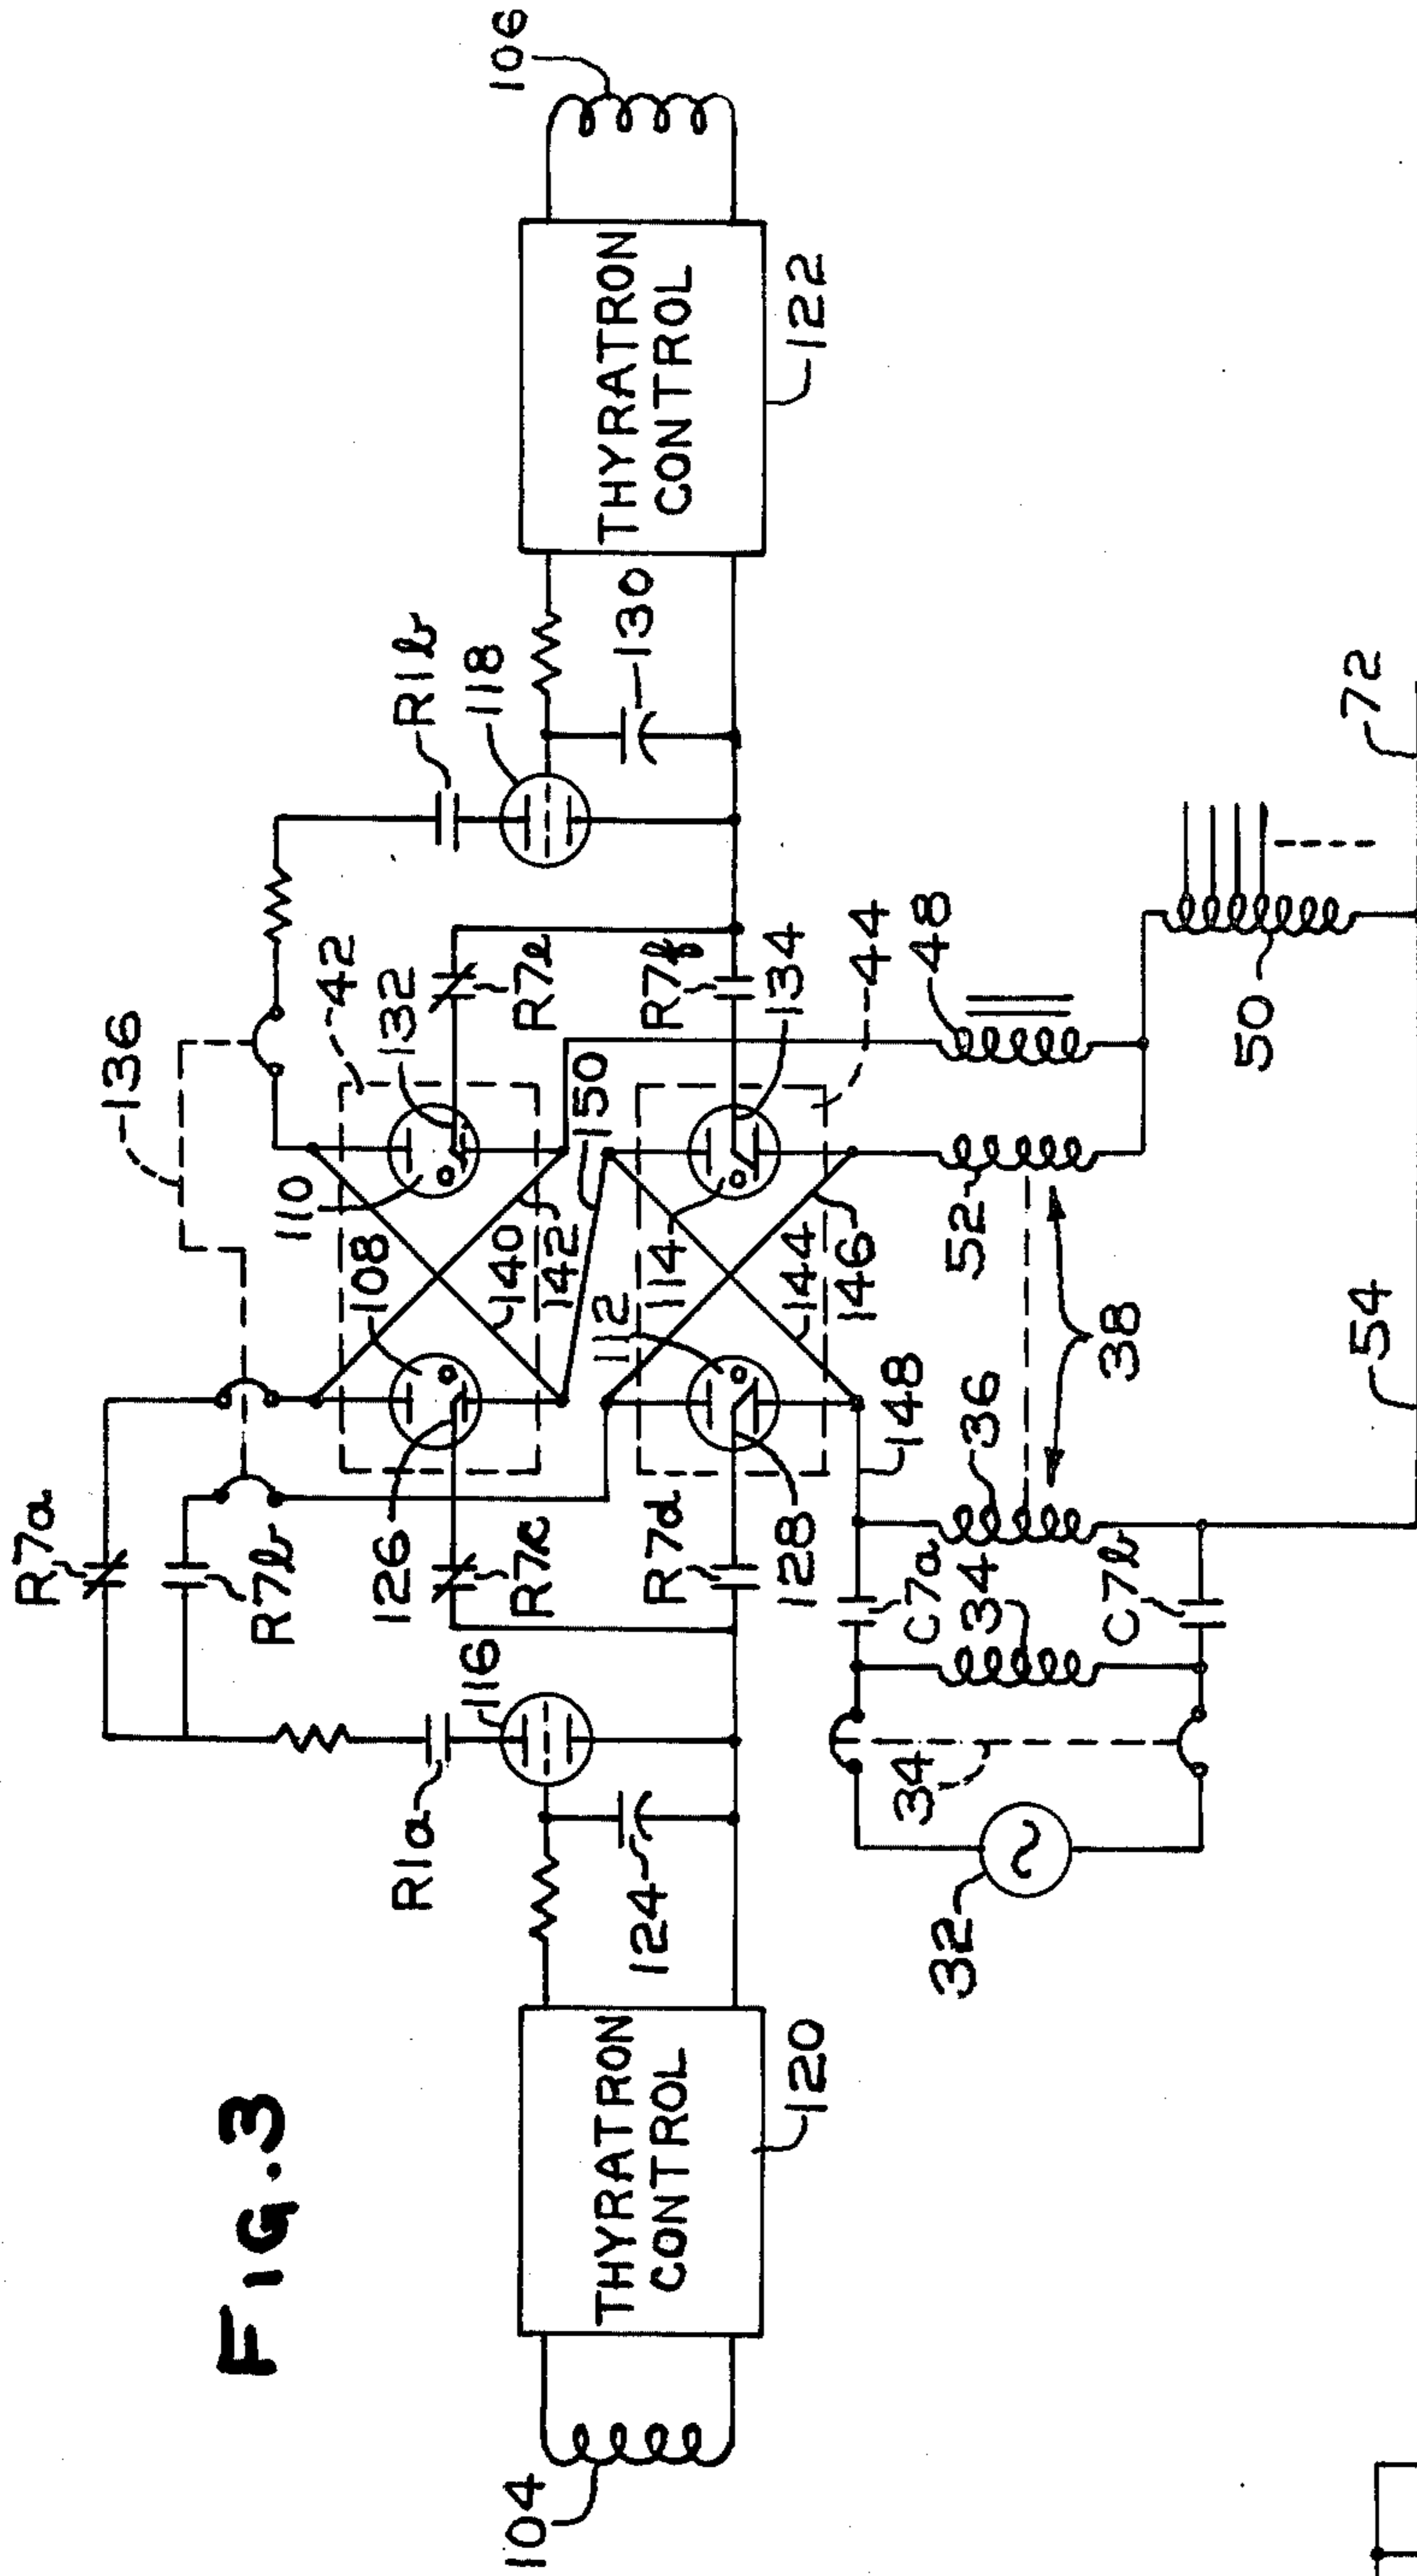 FIG. 3
106
THYRATRON
CONTROL
122
130
R1b
118
136
42
132
R7e
R7f
134
44
48
50
72
110
108
150
140
142
114
112
144
146
52
38
36
148
54
R7a
R7b
126
R7c
R7d
128
C7a
34
C7b
116
R1a
124
34
32
THYRATRON
CONTROL
120
104